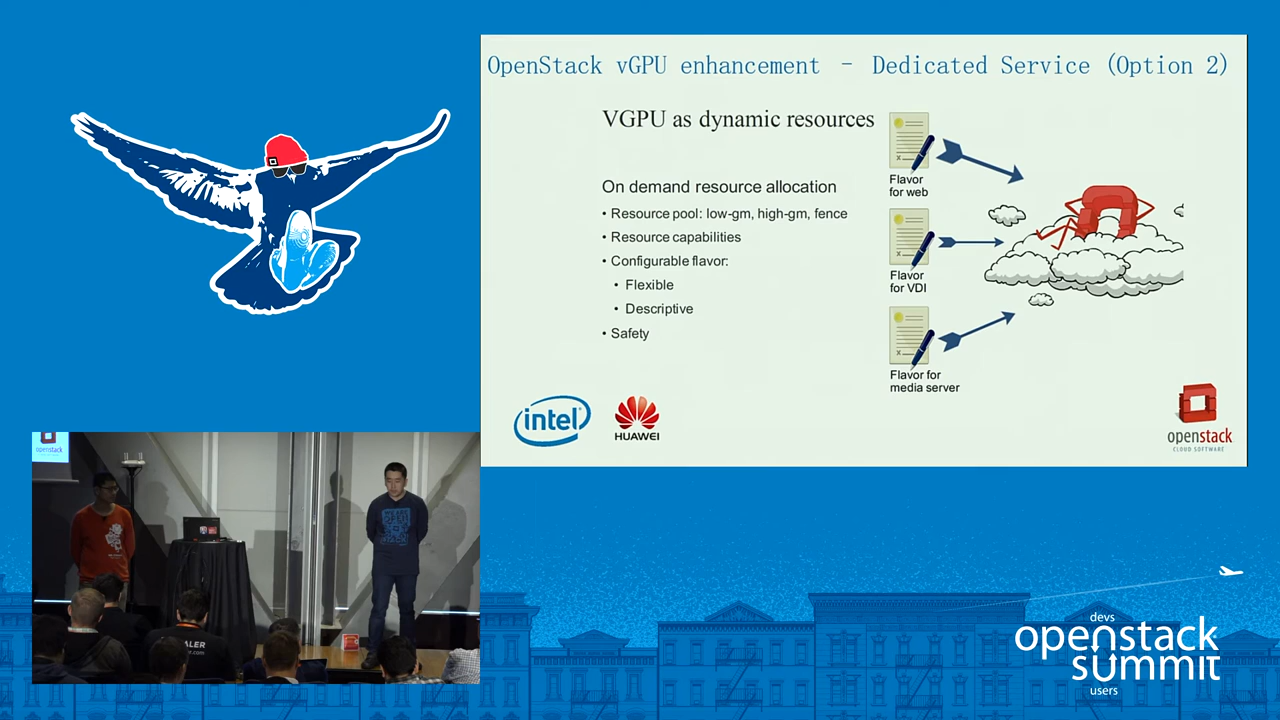 OpenStack vGPU enhancement - Dedicated Service (Option 2)
VGPU as dynamic resources
On demand resource allocation
• Resource pool: low-gm, high-gm, fence
• Resource capabilities
• Configurable flavor:
• Flexible
• Descriptive
• Safety
Flavor
for web
Flavor
for VDI
Flavor for
media server
intel
HUAWEI
openstack
CLOUD SOFTWARE
openstack
ALER
devs
openstack
summit
users